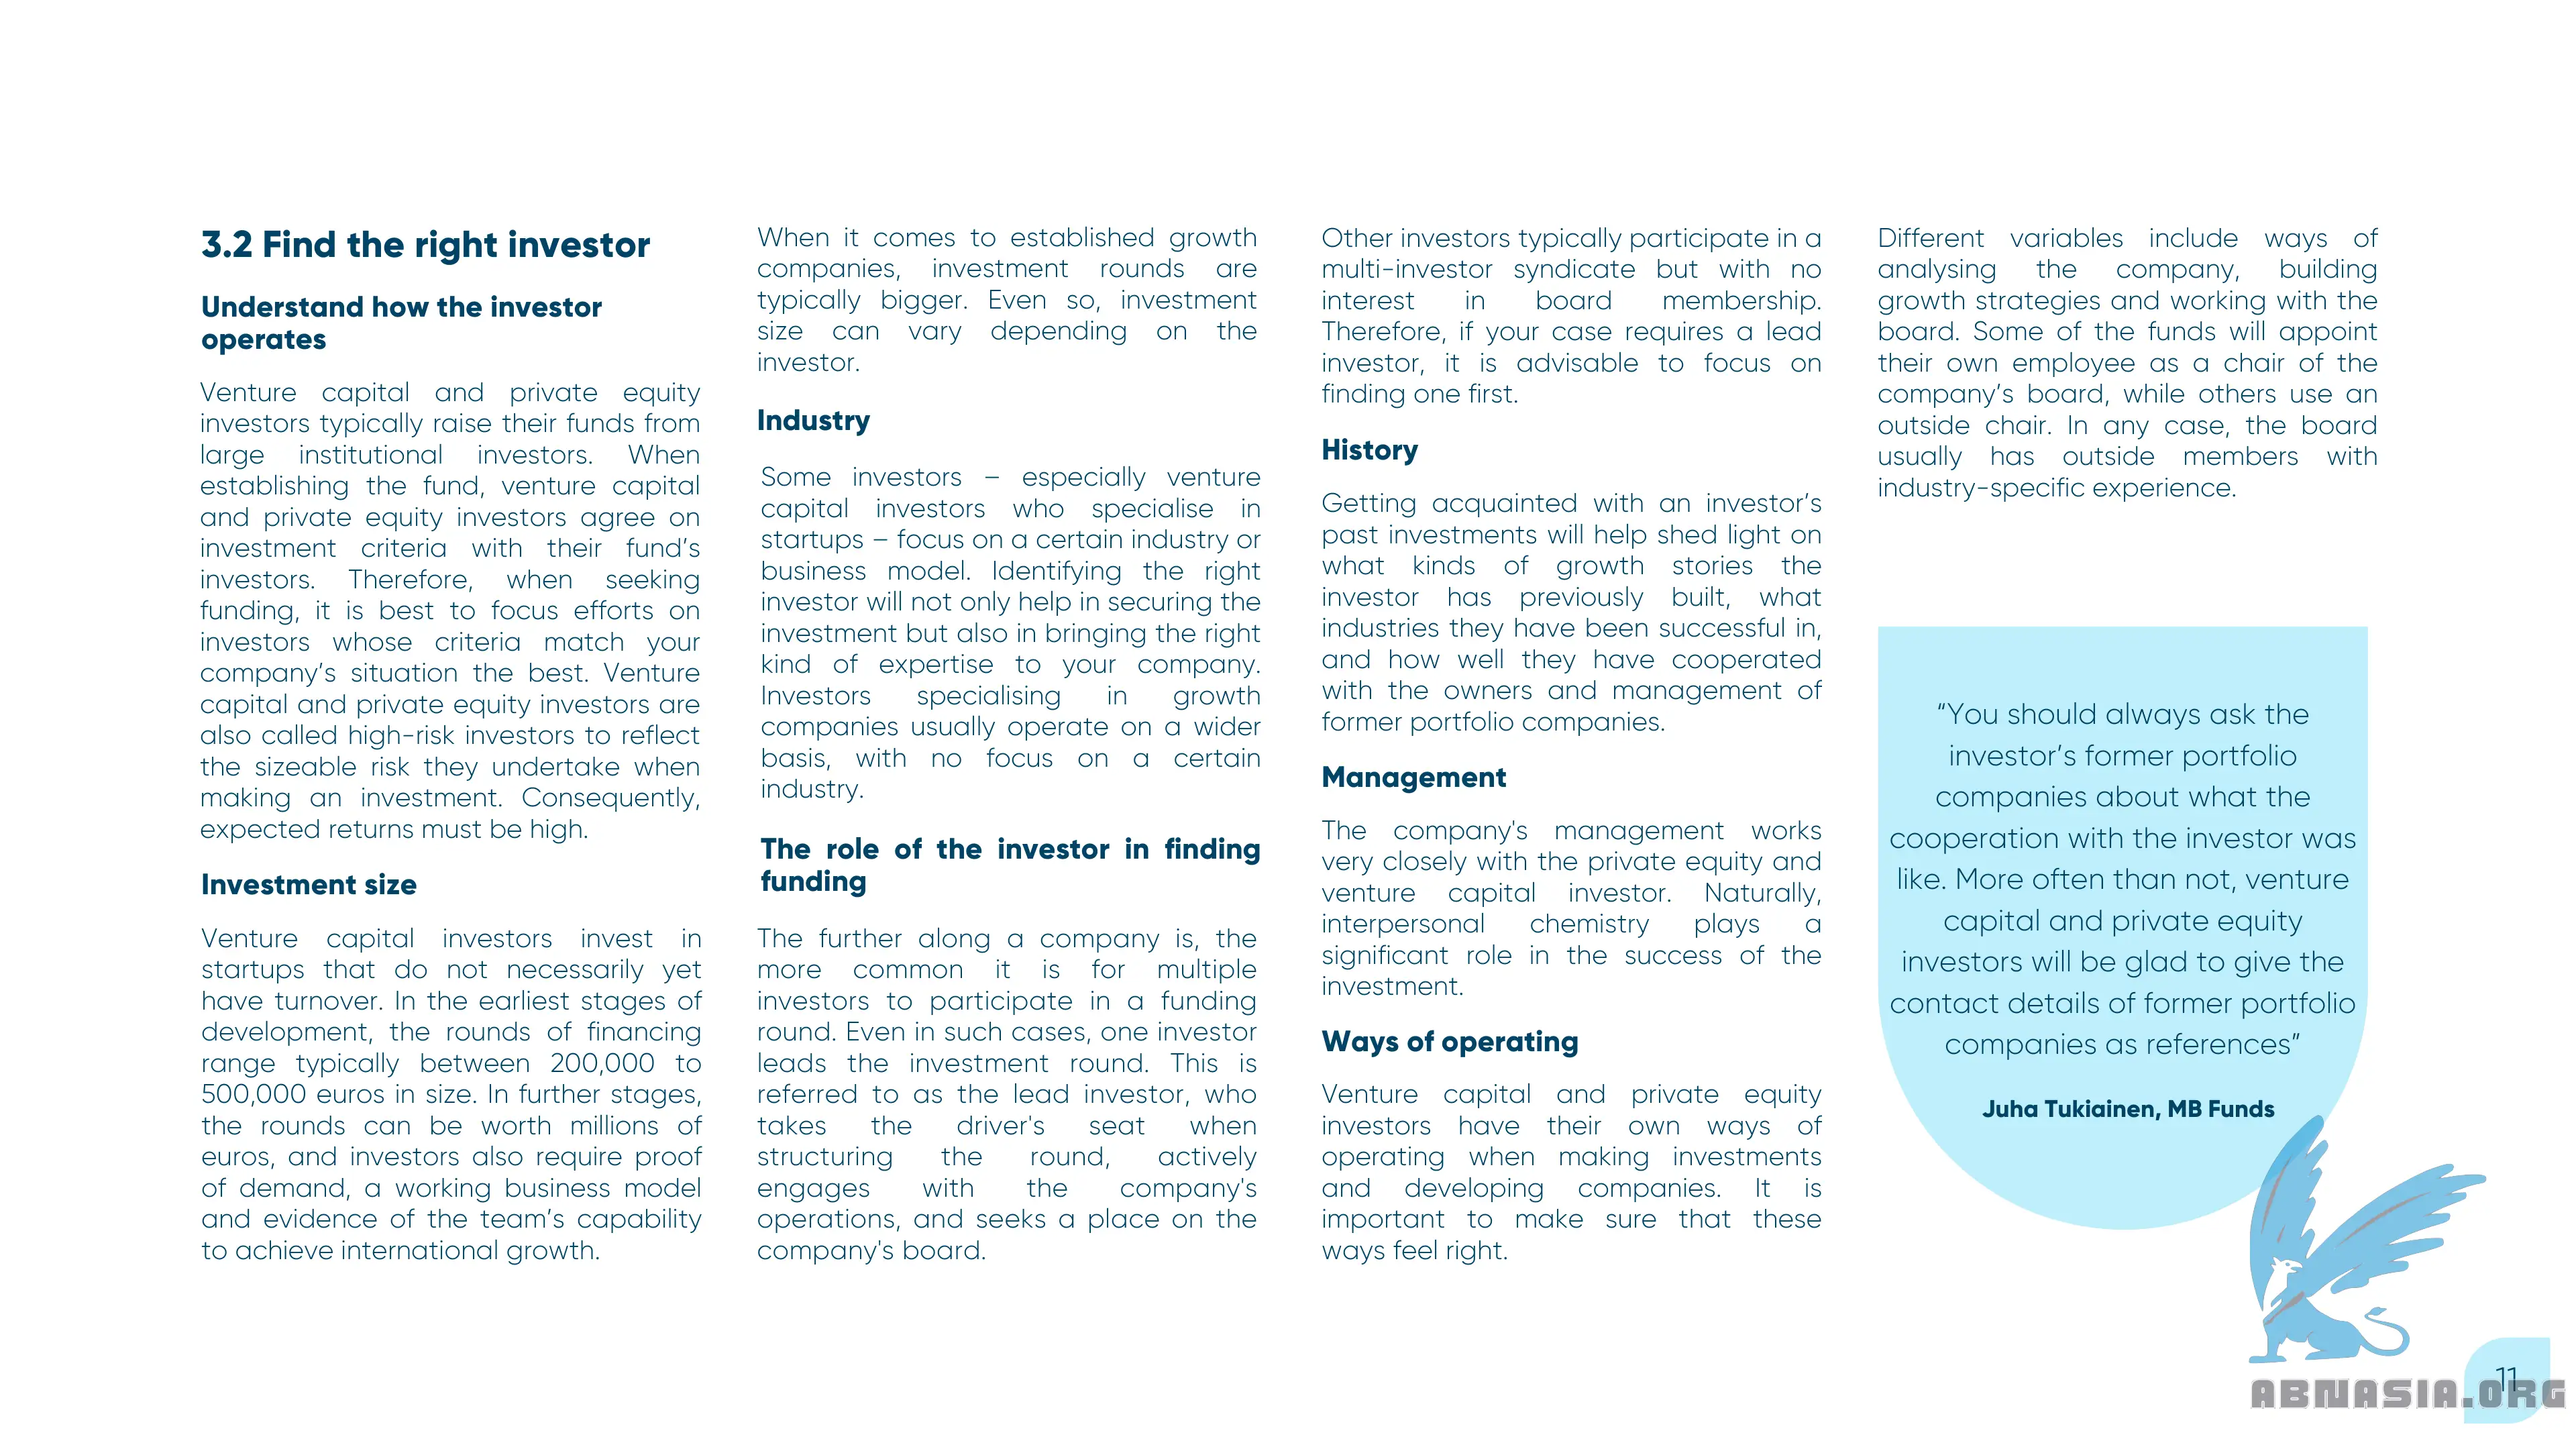 3.2 Find the right investor
Understand how the investor
operates
Venture capital and private equity
investors typically raise their funds from
large institutional investors. When
establishing the fund, venture capital
and private equity investors agree on
investment criteria with their fund’s
investors. Therefore, when seeking
funding, it is best to focus efforts on
investors whose criteria match your
company’s situation the best. Venture
capital and private equity investors are
also called high-risk investors to reflect
the sizeable risk they undertake when
making an investment. Consequently,
expected returns must be high.
Investment size
Venture capital investors invest in
startups that do not necessarily yet
have turnover. In the earliest stages of
development, the rounds of financing
range typically between 200,000 to
500,000 euros in size. In further stages,
the rounds can be worth millions of
euros, and investors also require proof
of demand, a working business model
and evidence of the team’s capability
to achieve international growth.
When it comes to established growth
companies, investment rounds are
typically bigger. Even so, investment
size can vary depending on the
investor.
Industry
Some investors – especially venture
capital investors who specialise in
startups – focus on a certain industry or
business model. Identifying the right
investor will not only help in securing the
investment but also in bringing the right
kind of expertise to your company.
Investors specialising in growth
companies usually operate on a wider
basis, with no focus on a certain
industry.
The role of the investor in finding
funding
The further along a company is, the
more common it is for multiple
investors to participate in a funding
round. Even in such cases, one investor
leads the investment round. This is
referred to as the lead investor, who
takes the driver's seat when
structuring the round, actively
engages with the company's
operations, and seeks a place on the
company's board.
Other investors typically participate in a
multi-investor syndicate but with no
interest in board membership.
Therefore, if your case requires a lead
investor, it is advisable to focus on
finding one first.
History
Getting acquainted with an investor’s
past investments will help shed light on
what kinds of growth stories the
investor has previously built, what
industries they have been successful in,
and how well they have cooperated
with the owners and management of
former portfolio companies.
Management
The company's management works
very closely with the private equity and
venture capital investor. Naturally,
interpersonal chemistry plays a
significant role in the success of the
investment.
Ways of operating
Venture capital and private equity
investors have their own ways of
operating when making investments
and developing companies. It is
important to make sure that these
ways feel right.
Different variables include ways of
analysing the company, building
growth strategies and working with the
board. Some of the funds will appoint
their own employee as a chair of the
company’s board, while others use an
outside chair. In any case, the board
usually has outside members with
industry-specific experience.
“You should always ask the
investor’s former portfolio
companies about what the
cooperation with the investor was
like. More often than not, venture
capital and private equity
investors will be glad to give the
contact details of former portfolio
companies as references”
Juha Tukiainen, MB Funds
11
ABNASIA.ORG